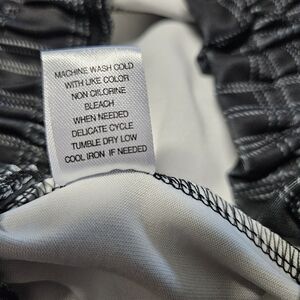 MACHINE WASH COLD
WITH LIKE COLOR
NON CILORINE
BLEACH
WHEN NEEDED
DELICATE CYCLE
TUMBLE DRY LOW
COOL IRON IF NEEDED